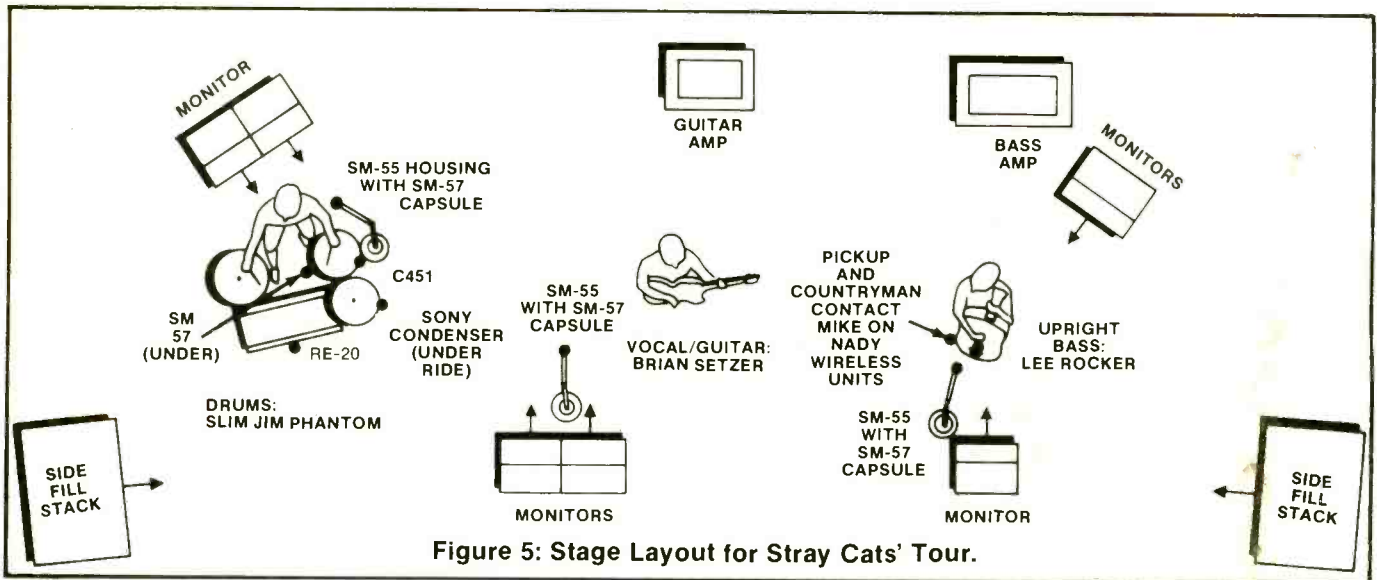 MONITOR
SM-55 HOUSING
WITH SM-57
CAPSULE
C451
SM
57
(UNDER)
RE-20
SONY
CONDENSER
(UNDER
RIDE)
DRUMS:
SLIM JIM PHANTOM
SIDE
FILL
STACK
GUITAR
AMP
SM-55
WITH SM-57
CAPSULE
VOCAL/GUITAR:
BRIAN SETZER
MONITORS
BASS
AMP
MONITORS
PICKUP
AND
COUNTRYMAN
CONTACT
MIKE ON
NADY
WIRELESS
UNITS
UPRIGHT
BASS:
LEE ROCKER
SM-55
WITH
SM-57
CAPSULE
MONITOR
SIDE
FILL
STACK
Figure 5: Stage Layout for Stray Cats' Tour.